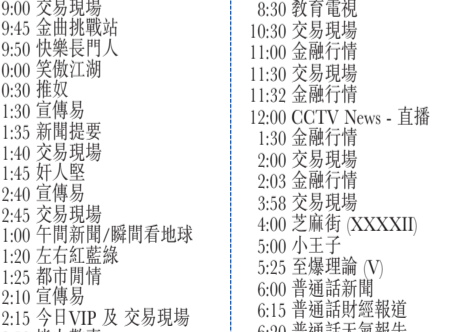 9:00 交易現場
9:45 金曲挑戰站
9:50 快樂長門人
0:00 笑傲江湖
0:30 推奴
1:30 宣傳易
1:35 新聞提要
1:40 交易現場
1:45 奸人堅
2:40 宣傳易
2:45 交易現場
1:00 午間新聞/瞬間看地球
1:20 左右紅藍綠
1:25 都市閒情
2:10 宣傳易
2:15 今日VIP 及 交易現場
8:30 教育電視
10:30 交易現場
11:00 金融行情
11:30 交易現場
11:32 金融行情
12:00 CCTV News - 直播
1:30 金融行情
2:00 交易現場
2:03 金融行情
3:58 交易現場
4:00 芝麻街 (XXXXII)
5:00 小王子
5:25 至爆理論 (V)
6:00 普通話新聞
6:15 普通話財經報道
6:20 普通話天氣報告